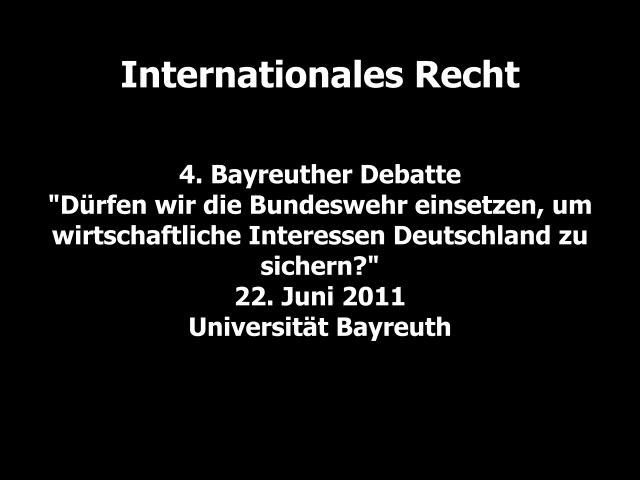 Internationales Recht
4. Bayreuther Debatte
"Dürfen wir die Bundeswehr einsetzen, um
wirtschaftliche Interessen Deutschland zu
sichern?"
22. Juni 2011
Universität Bayreuth